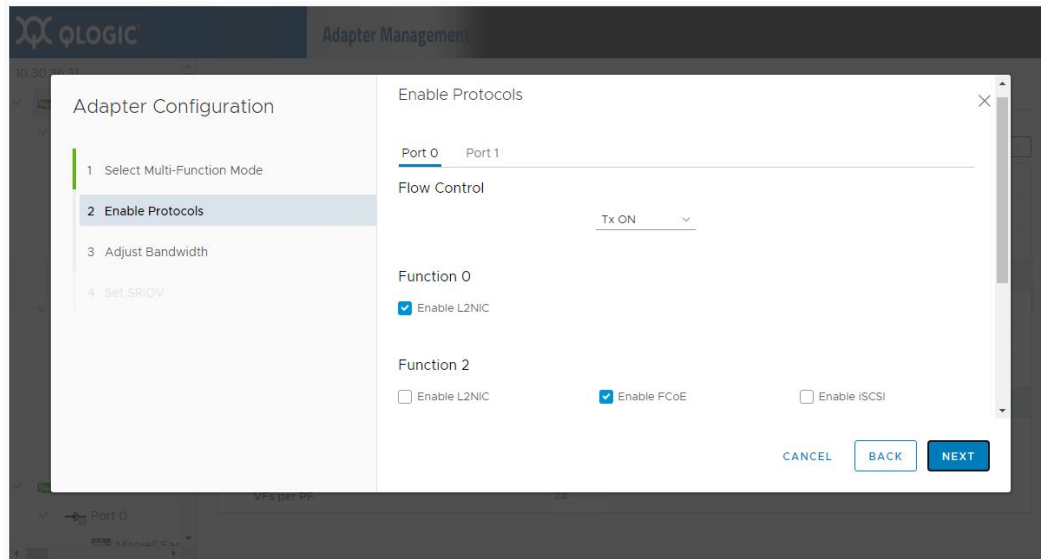 QLOGIC
Adapter Management
10.30.
Adapter Configuration
1 Select Multi-Function Mode
2 Enable Protocols
3 Adjust Bandwidth
4 Set SRIOV
Enable Protocols
Port 0 Port 1
Flow Control
Tx ON
Function 0
Enable L2NIC
Function 2
Enable L2NIC Enable FCoE Enable iSCSI
CANCEL BACK NEXT
VFs per PF 24
Port 0